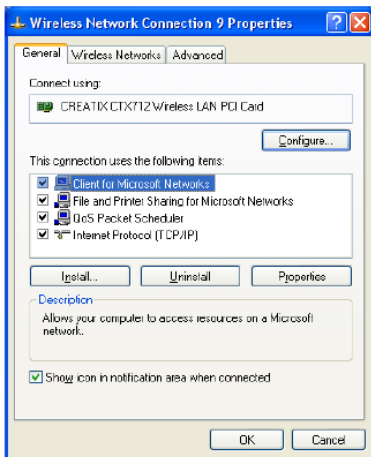 Wireless Network Connection 9 Properties
General Wireless Networks Advanced
Connect using:
CREATIX CTX712 Wireless LAN PCI Card
Configure...
This connection uses the following items:
Client for Microsoft Networks
File and Printer Sharing for Microsoft Networks
QoS Packet Scheduler
Internet Protocol (TCP/IP)
Install... Uninstall Properties
Description
Allows your computer to access resources on a Microsoft
network.
Show icon in notification area when connected
OK Cancel